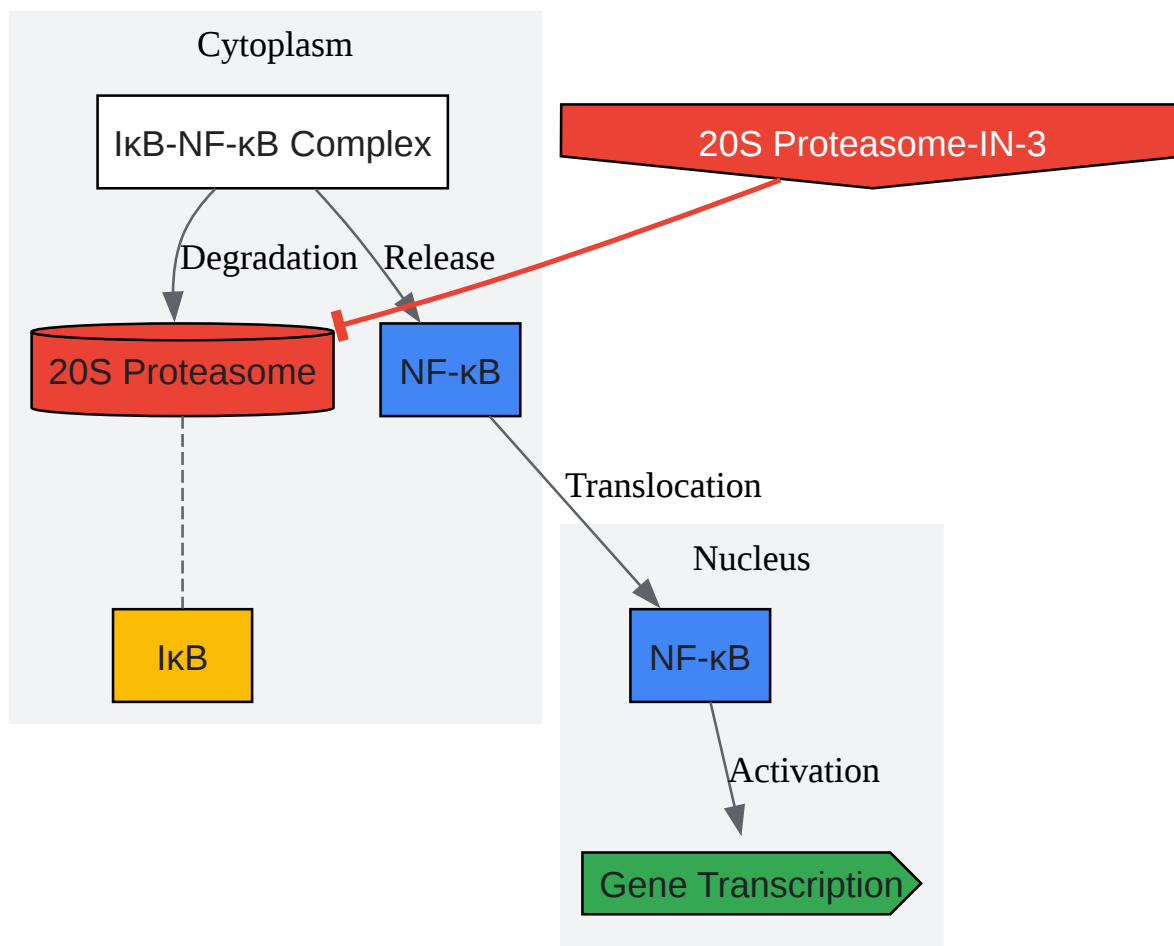 Cytoplasm
IκB-NF-κB Complex
20S Proteasome-IN-3
Degradation
Release
20S Proteasome
NF-κB
Translocation
Nucleus
IκB
NF-κB
Activation
Gene Transcription